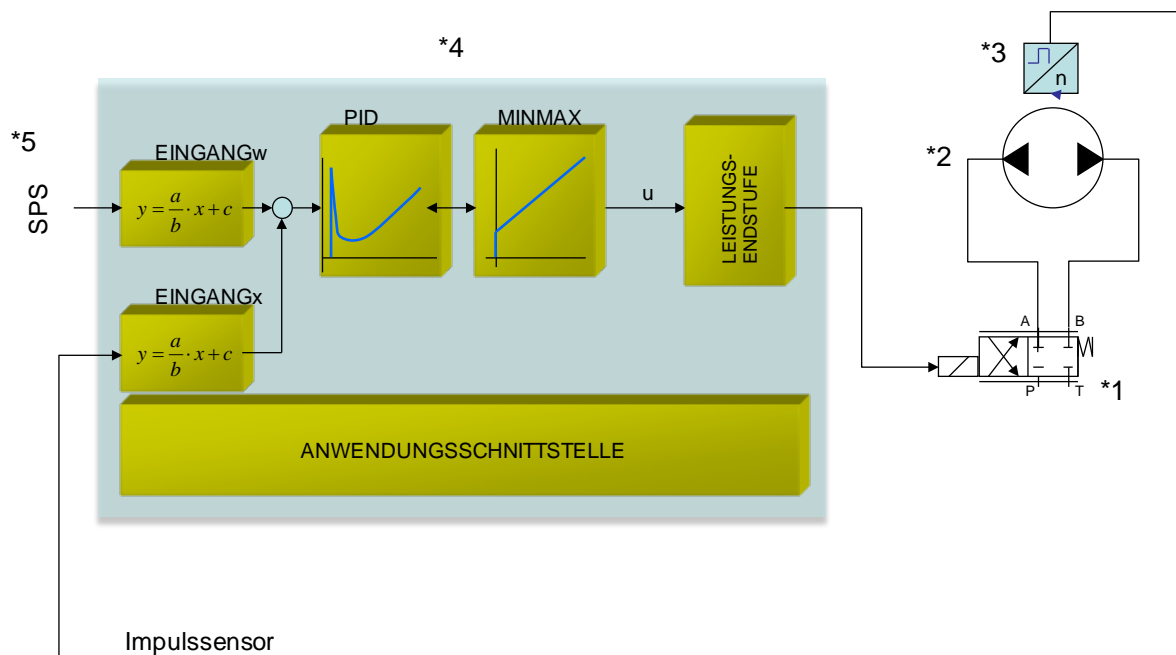 *4
*3
n
*5
SPS
EINGANGw
y = a/b · x + c
PID
MINMAX
u
LEISTUNGS-
ENDSTUFE
*2
EINGANGx
y = a/b · x + c
A
B
P
T
*1
ANWENDUNGSSCHNITTSTELLE
Impulssensor